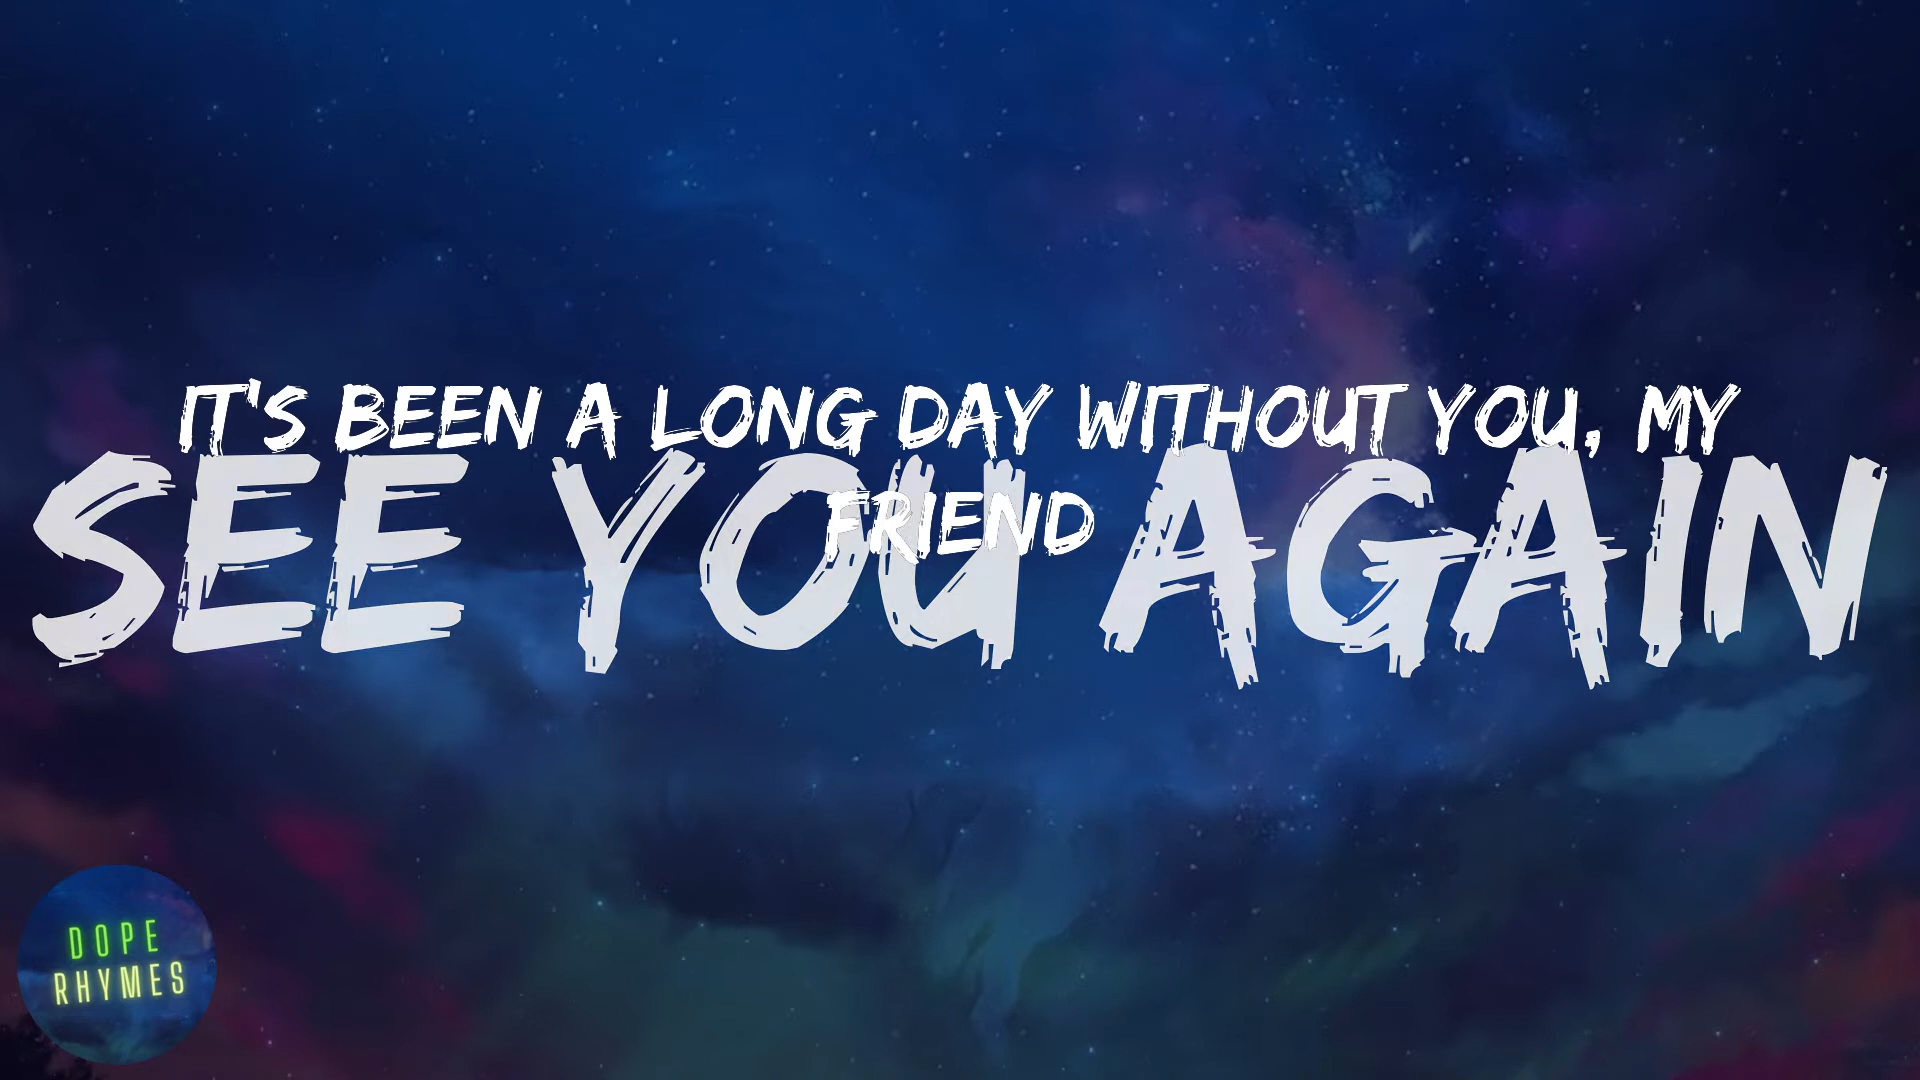 IT'S BEEN A LONG DAY WITHOUT YOU, MY
FRIEND
SEE YOU AGAIN
DOPE
RHYMES